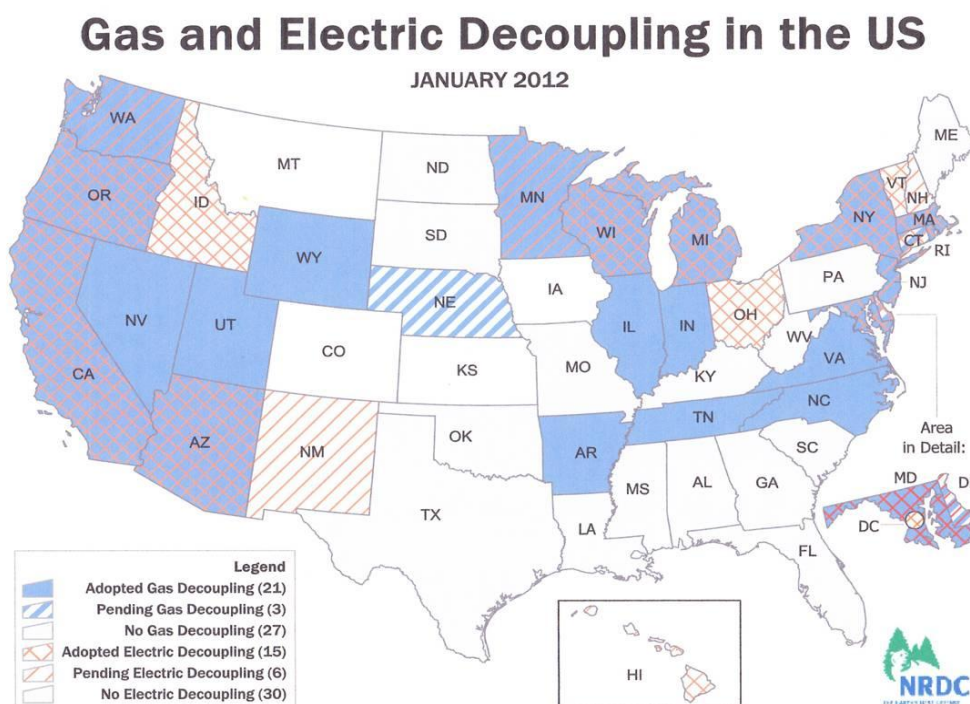 Gas and Electric Decoupling in the US
JANUARY 2012
WA
MT
ND
MN
ME
OR
ID
SD
WI
MI
NY
VT
NH
MA
CT
RI
WY
NE
IA
PA
NJ
NV
UT
CO
KS
MO
IL
IN
OH
WV
VA
KY
CA
AZ
NM
OK
AR
TN
NC
SC
TX
LA
MS
AL
GA
FL
Area
in Detail:
MD
D
DC
HI
Legend
Adopted Gas Decoupling (21)
Pending Gas Decoupling (3)
No Gas Decoupling (27)
Adopted Electric Decoupling (15)
Pending Electric Decoupling (6)
No Electric Decoupling (30)
NRDC